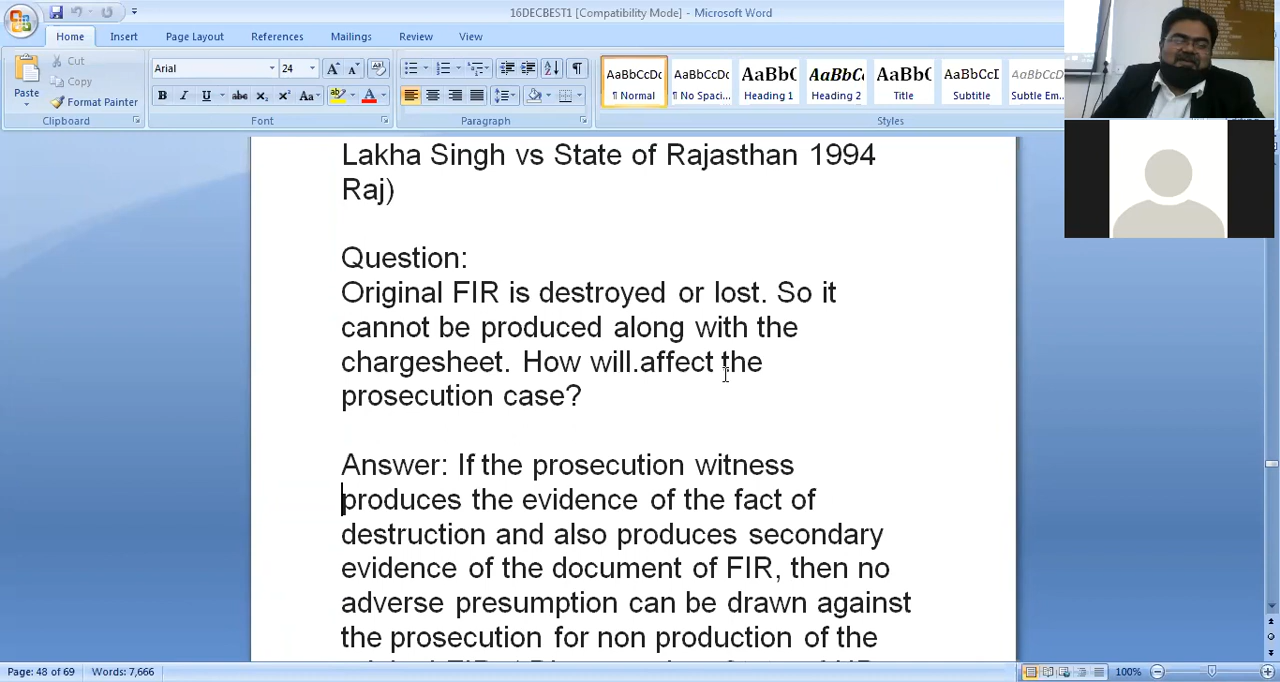 16DECBEST1 [Compatibility Mode] - Microsoft Word
Home Insert Page Layout References Mailings Review View
Paste
Cut
Copy
Format Painter
Clipboard
Arial 24
Font
Paragraph
AaBbCcDc AaBbCcDc AaBbC AaBbCc AaBbC AaBbCcI AaBbCcDc
¶ Normal ¶ No Spaci... Heading 1 Heading 2 Title Subtitle Subtle Em...
Styles
Lakha Singh vs State of Rajasthan 1994
Raj)
Question:
Original FIR is destroyed or lost. So it
cannot be produced along with the
chargesheet. How will.affect the
prosecution case?
Answer: If the prosecution witness
produces the evidence of the fact of
destruction and also produces secondary
evidence of the document of FIR, then no
adverse presumption can be drawn against
the prosecution for non production of the
Page: 48 of 69 Words: 7,666 100%